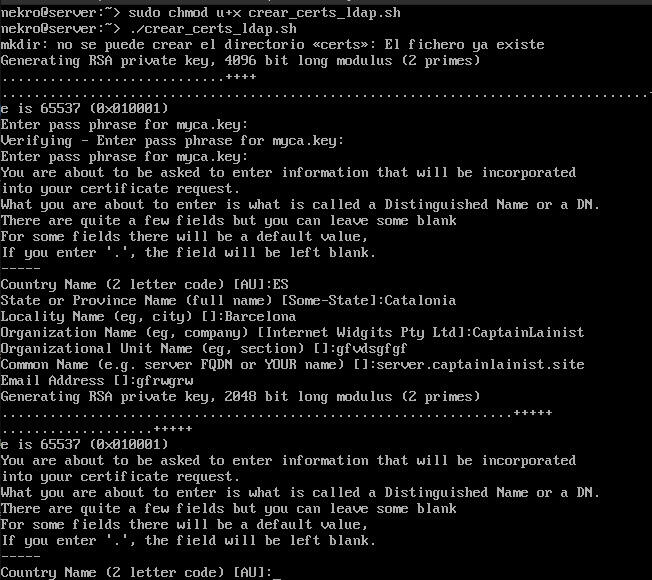 nekro@server:~> sudo chmod u+x crear_certs_ldap.sh
nekro@server:~> ./crear_certs_ldap.sh
mkdir: no se puede crear el directorio «certs»: El fichero ya existe
Generating RSA private key, 4096 bit long modulus (2 primes)
............................++++
.................................................................................+
e is 65537 (0x010001)
Enter pass phrase for myca.key:
Verifying - Enter pass phrase for myca.key:
Enter pass phrase for myca.key:
You are about to be asked to enter information that will be incorporated
into your certificate request.
What you are about to enter is what is called a Distinguished Name or a DN.
There are quite a few fields but you can leave some blank
For some fields there will be a default value,
If you enter '.', the field will be left blank.
-----
Country Name (2 letter code) [AU]:ES
State or Province Name (full name) [Some-State]:Catalonia
Locality Name (eg, city) []:Barcelona
Organization Name (eg, company) [Internet Widgits Pty Ltd]:CaptainLainist
Organizational Unit Name (eg, section) []:gfvdsgfgf
Common Name (e.g. server FQDN or YOUR name) []:server.captainlainist.site
Email Address []:gfrwgrw
Generating RSA private key, 2048 bit long modulus (2 primes)
................................................................+++++
...................+++++
e is 65537 (0x010001)
You are about to be asked to enter information that will be incorporated
into your certificate request.
What you are about to enter is what is called a Distinguished Name or a DN.
There are quite a few fields but you can leave some blank
For some fields there will be a default value,
If you enter '.', the field will be left blank.
-----
Country Name (2 letter code) [AU]:_